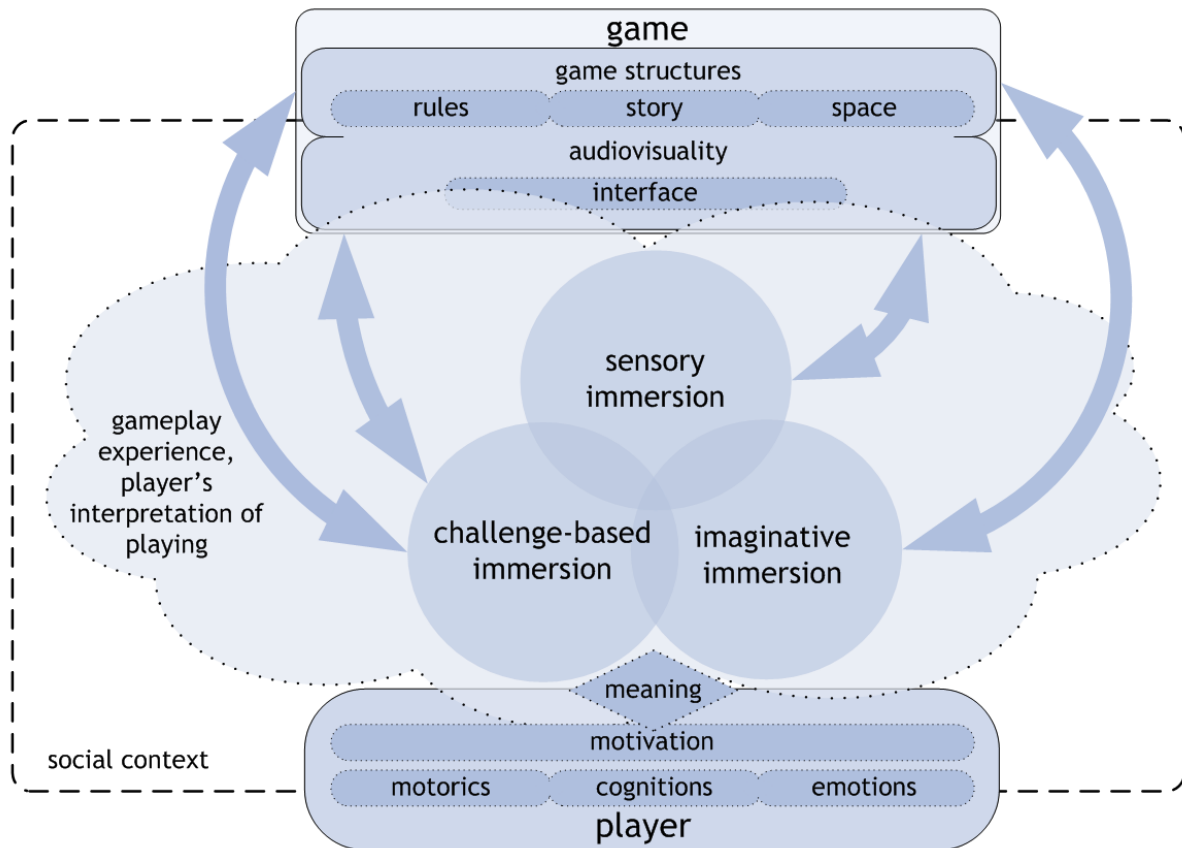 game
game structures
rules story space
audiovisuality
interface
sensory
immersion
gameplay
experience,
player’s
interpretation of
playing
challenge-based
immersion
imaginative
immersion
meaning
motivation
social context
motorics cognitions emotions
player